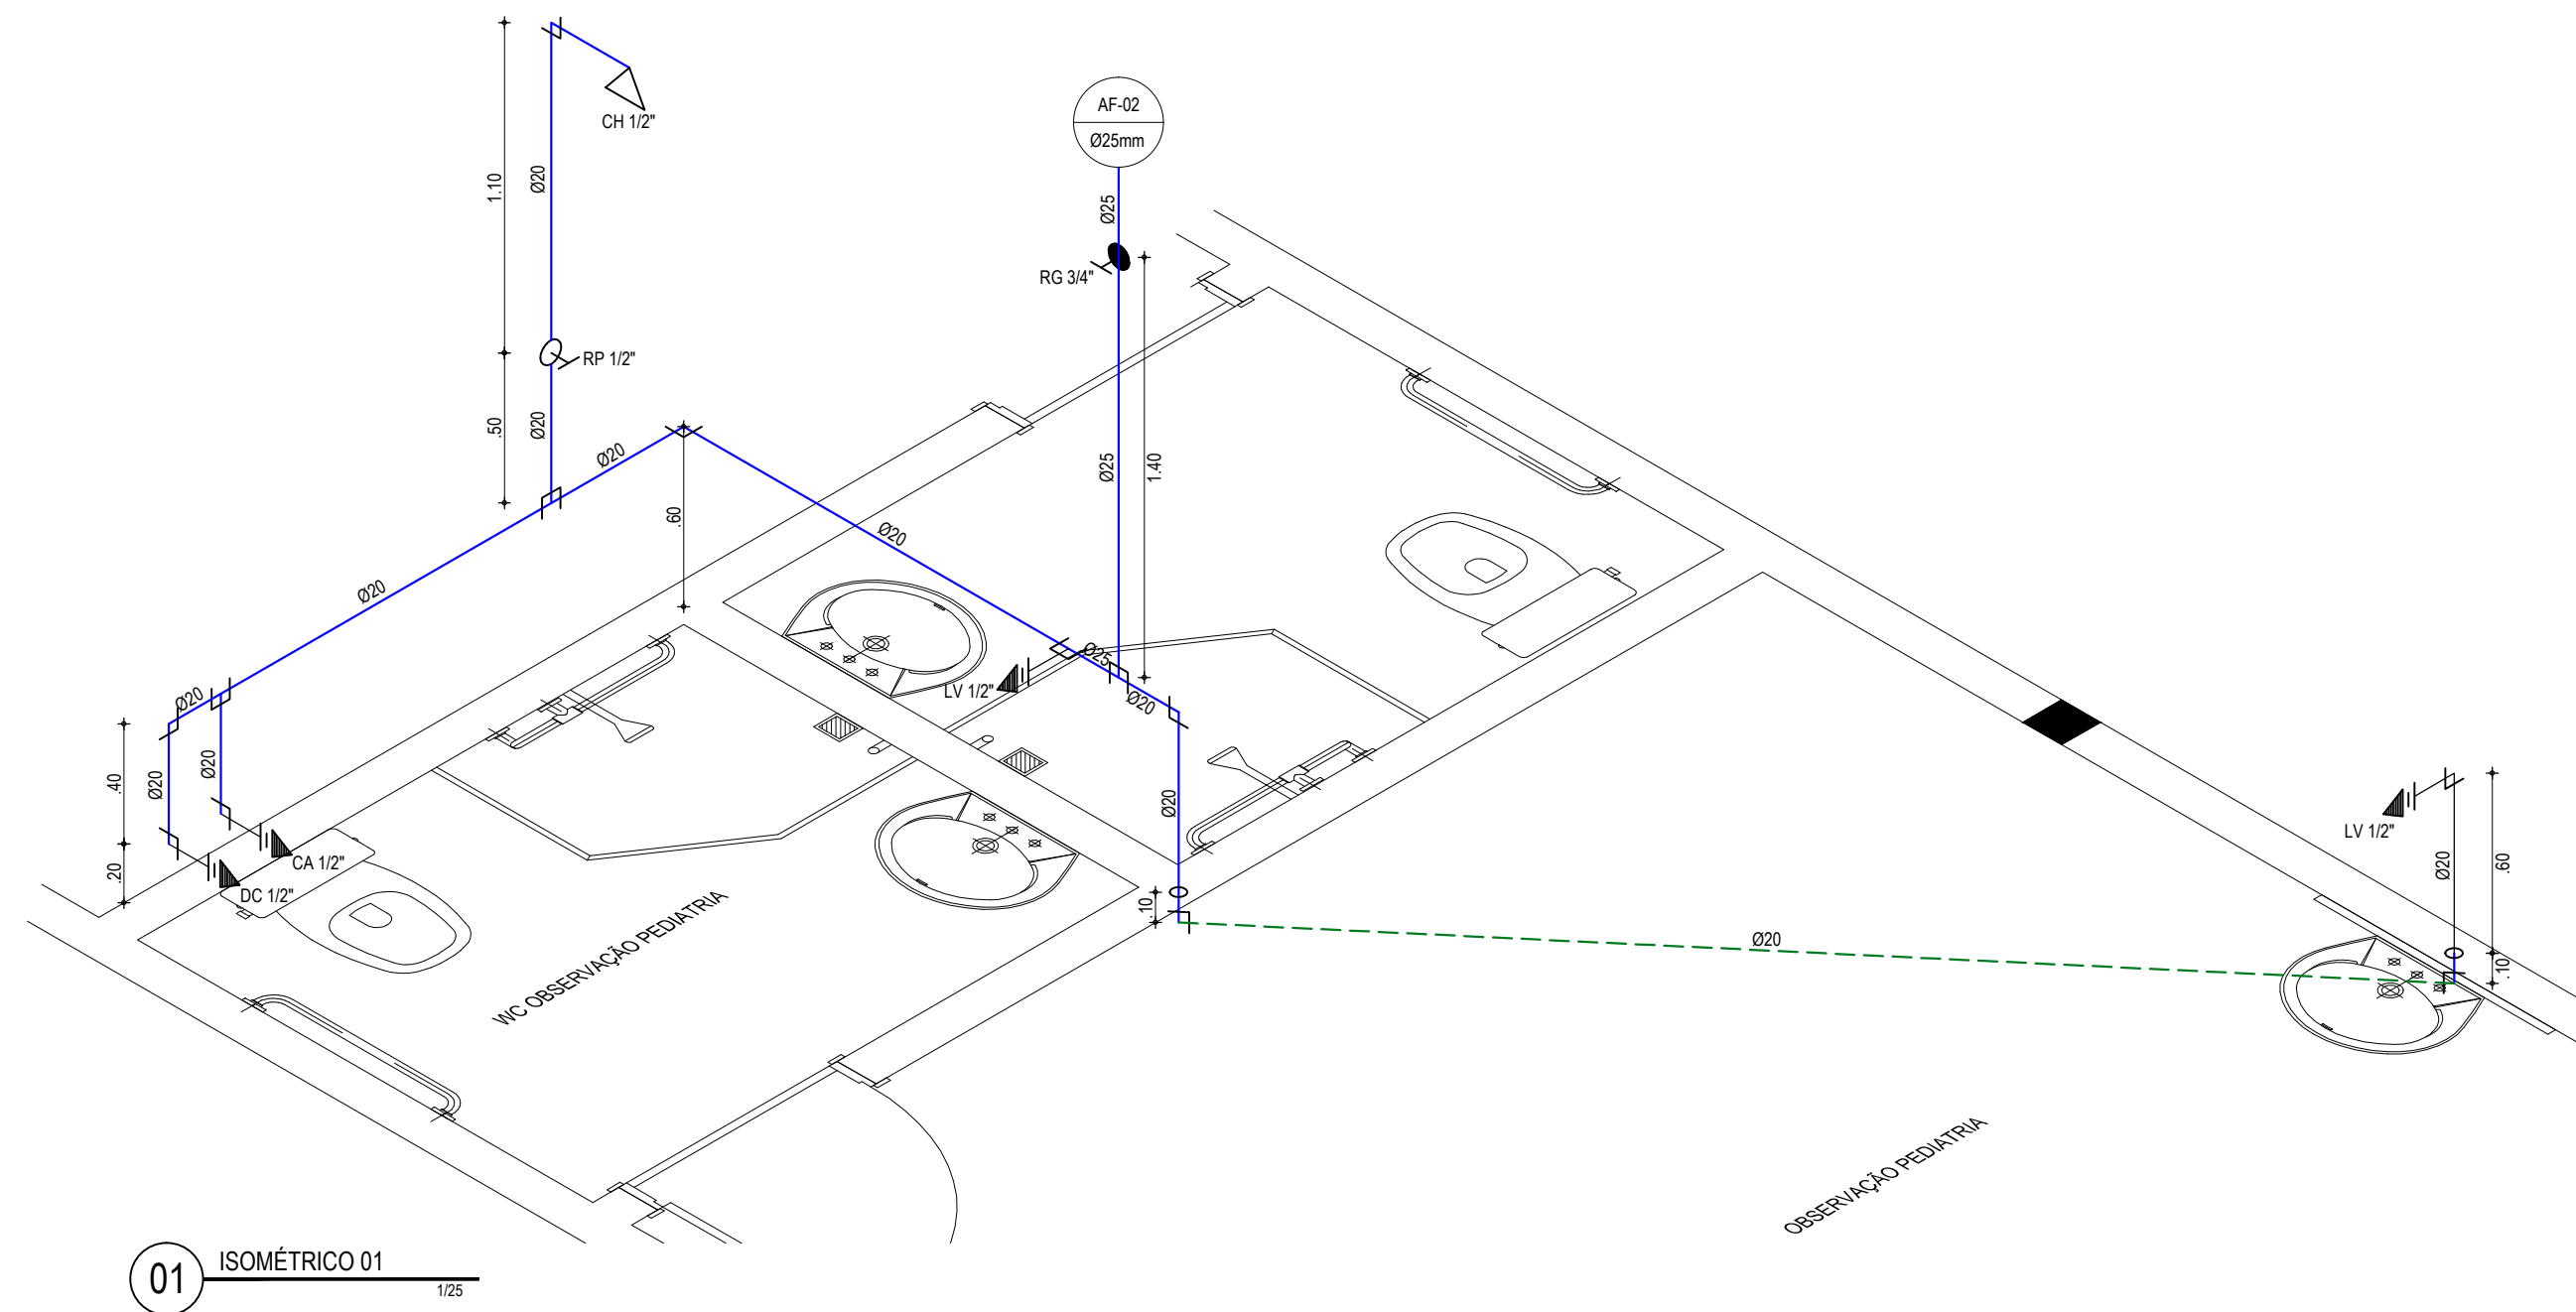 AF-02
Ø25mm
CH 1/2"
1.10
Ø20
Ø25
RG 3/4"
RP 1/2"
.50
Ø20
Ø20
Ø25
1.40
.60
Ø20
Ø20
Ø25
LV 1/2"
Ø20
Ø20
.40
Ø20
Ø20
Ø20
LV 1/2"
CA 1/2"
DC 1/2"
.20
Ø20
.60
.10
Ø20
.10
WC OBSERVAÇÃO PEDIATRIA
OBSERVAÇÃO PEDIATRIA
01
ISOMÉTRICO 01
1/25